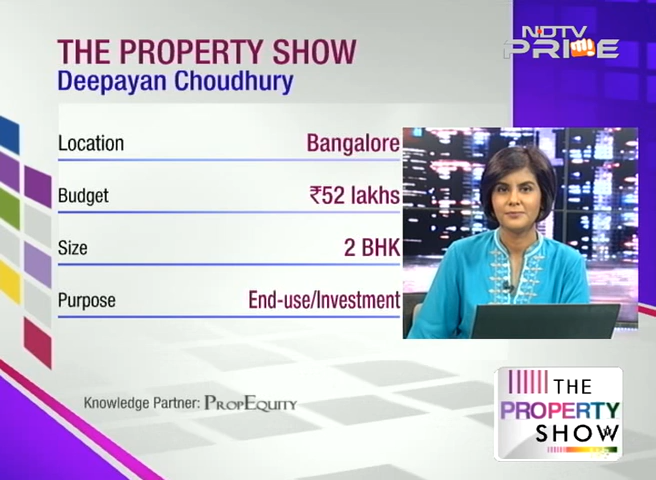 THE PROPERTY SHOW
Deepayan Choudhury
NDTV
PRIME
Location Bangalore
Budget ₹52 lakhs
Size 2 BHK
Purpose End-use/Investment
Knowledge Partner: PROPEQUITY
THE
PROPERTY
SHOW